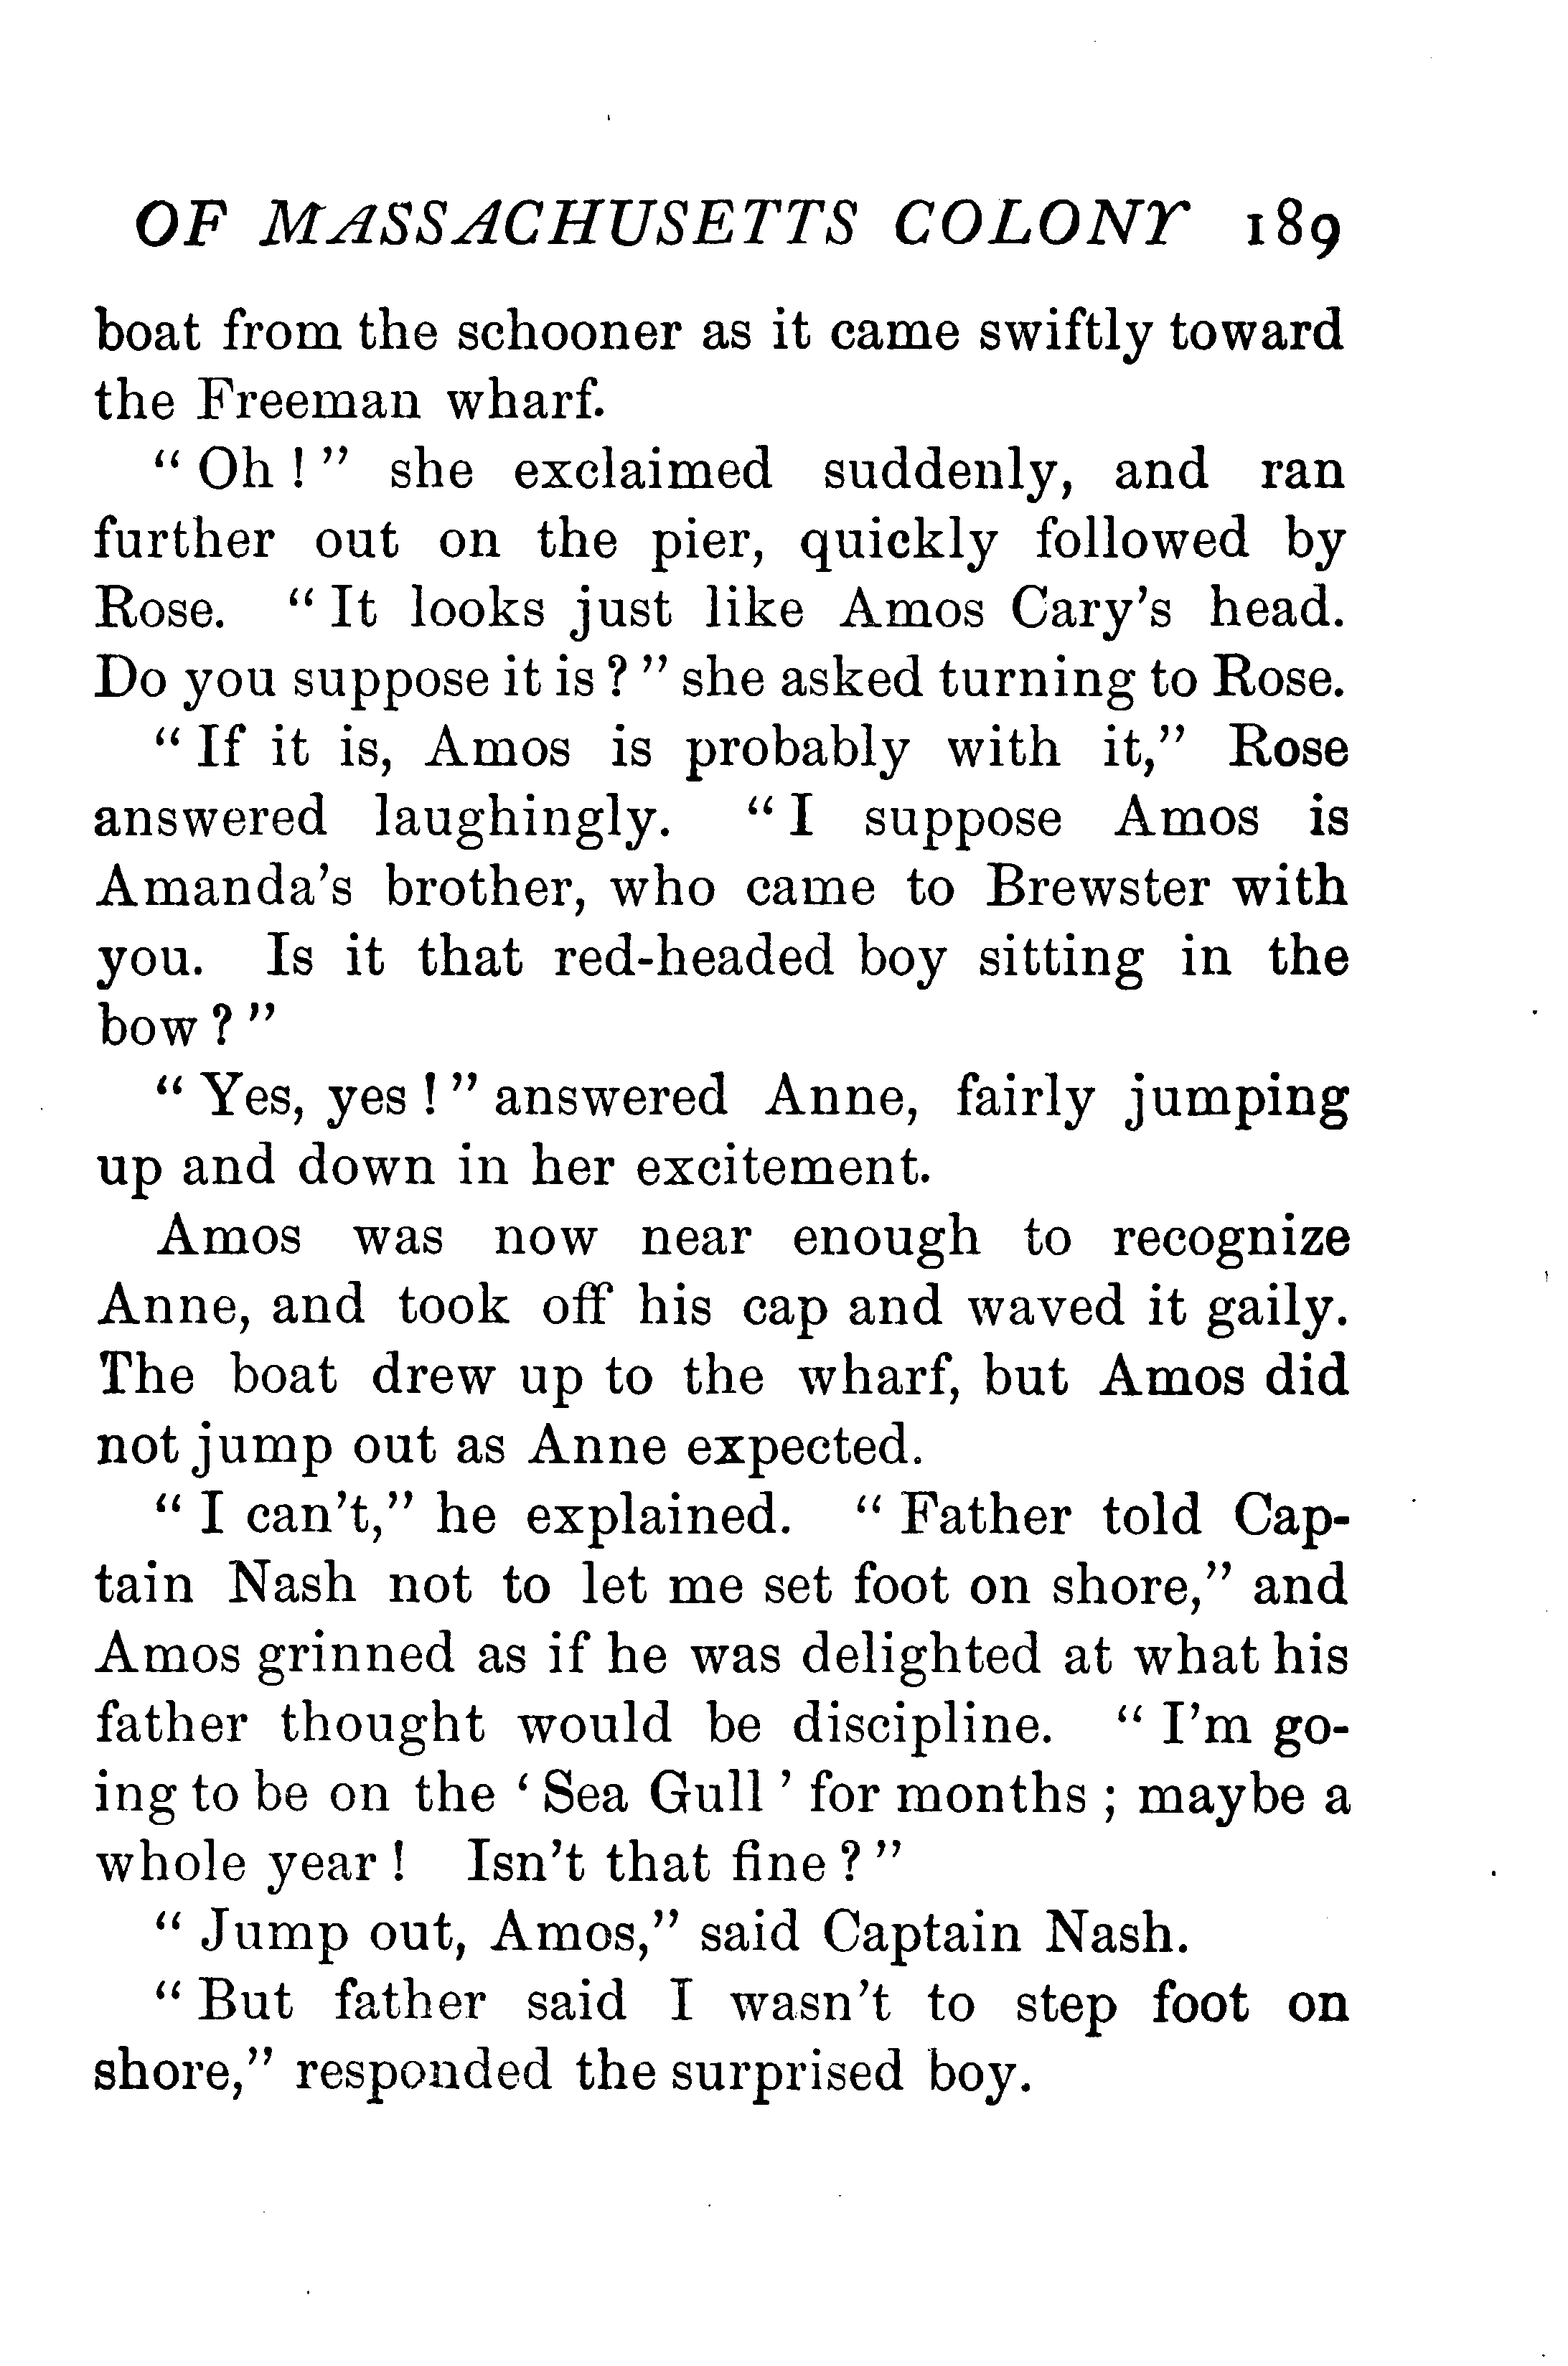 OF MASSACHUSETTS COLONY 189
boat from the schooner as it came swiftly toward
the Freeman wharf.
“Oh!” she exclaimed suddenly, and ran
further out on the pier, quickly followed by
Rose. “It looks just like Amos Cary’s head.
Do you suppose it is?” she asked turning to Rose.
“If it is, Amos is probably with it,” Rose
answered laughingly. “I suppose Amos is
Amanda’s brother, who came to Brewster with
you. Is it that red-headed boy sitting in the
bow?”
“Yes, yes!” answered Anne, fairly jumping
up and down in her excitement.
Amos was now near enough to recognize
Anne, and took off his cap and waved it gaily.
The boat drew up to the wharf, but Amos did
not jump out as Anne expected.
“I can’t,” he explained. “Father told Cap-
tain Nash not to let me set foot on shore,” and
Amos grinned as if he was delighted at what his
father thought would be discipline. “I’m go-
ing to be on the ‘Sea Gull’ for months; maybe a
whole year! Isn’t that fine?”
“Jump out, Amos,” said Captain Nash.
“But father said I wasn’t to step foot on
shore,” responded the surprised boy.